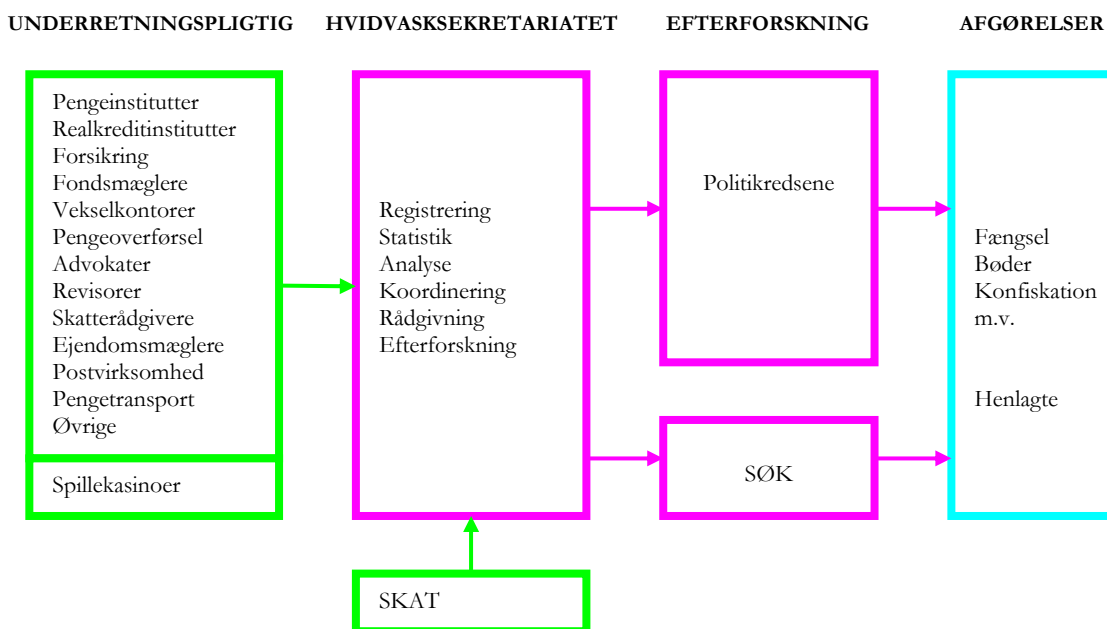 UNDERRETNINGSPLIGTIG
HVIDVASKSEKRETARIATET
EFTERFORSKNING
AFGØRELSER
Pengeinstitutter
Realkreditinstitutter
Forsikring
Fondsmæglere
Vekselkontorer
Pengeoverførsel
Advokater
Revisorer
Skatterådgivere
Ejendomsmæglere
Postvirksomhed
Pengetransport
Øvrige
Spillekasinoer
Registrering
Statistik
Analyse
Koordinering
Rådgivning
Efterforskning
SKAT
Politikredsene
SØK
Fængsel
Bøder
Konfiskation
m.v.
Henlagte